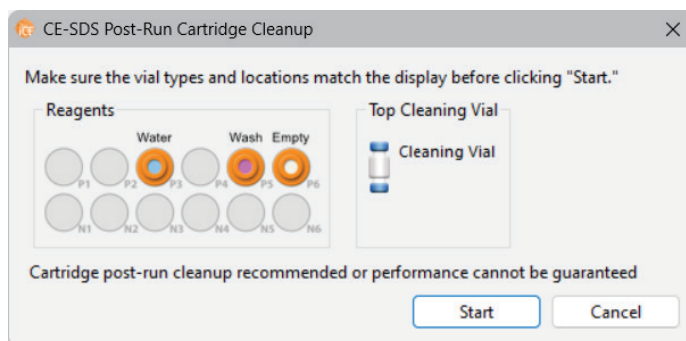 CE
CE-SDS Post-Run Cartridge Cleanup
Make sure the vial types and locations match the display before clicking "Start."
Reagents
Water Wash Empty
P1 P2 P3 P4 P5 P6
N1 N2 N3 N4 N5 N6
Top Cleaning Vial
Cleaning Vial
Cartridge post-run cleanup recommended or performance cannot be guaranteed
Start Cancel